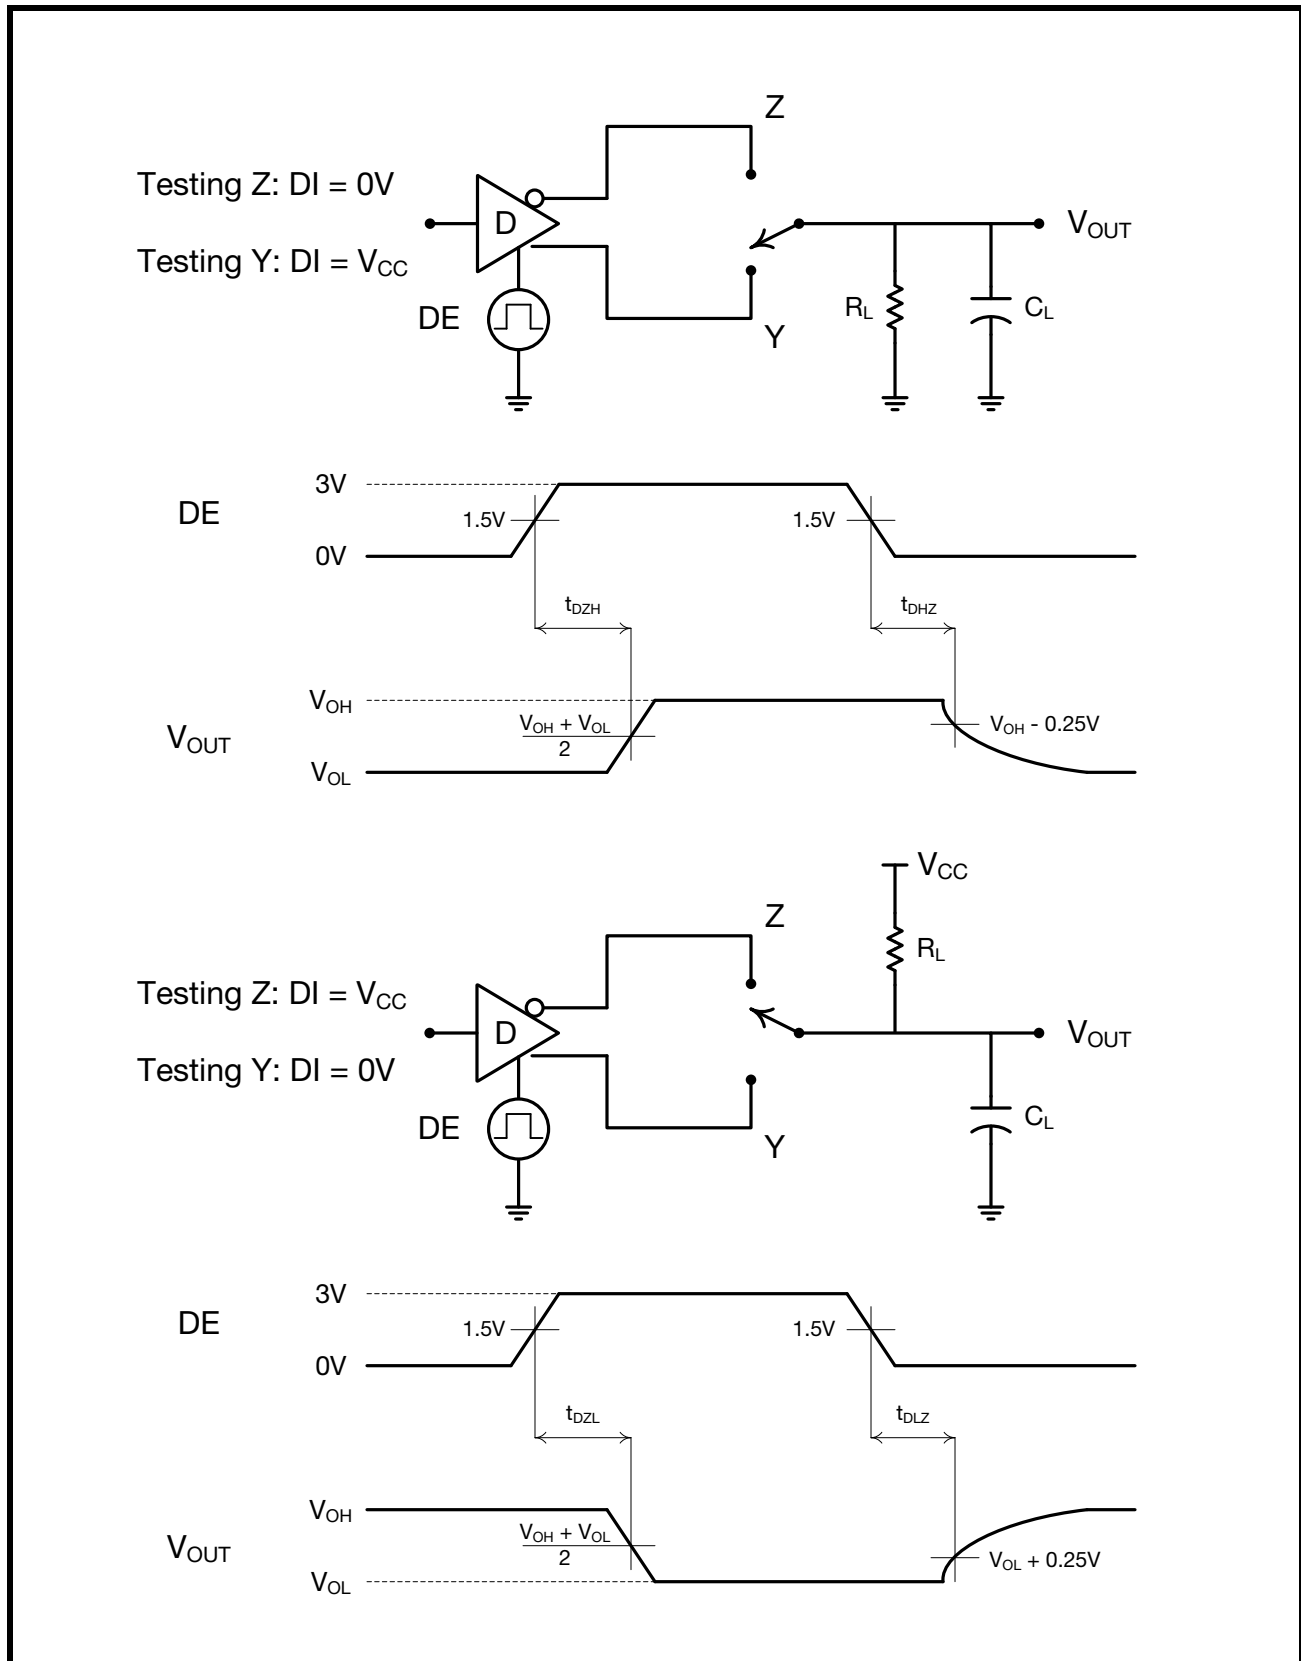 Z
Testing Z: DI = 0V
D
V_OUT
Testing Y: DI = V_CC
DE
R_L
C_L
Y
3V
DE
1.5V
1.5V
0V
t_DZH
t_DHZ
V_OH
V_OH + V_OL
2
V_OH - 0.25V
V_OUT
V_OL
V_CC
Z
R_L
Testing Z: DI = V_CC
D
V_OUT
Testing Y: DI = 0V
DE
C_L
Y
3V
DE
1.5V
1.5V
0V
t_DZL
t_DLZ
V_OH
V_OH + V_OL
2
V_OUT
V_OL + 0.25V
V_OL